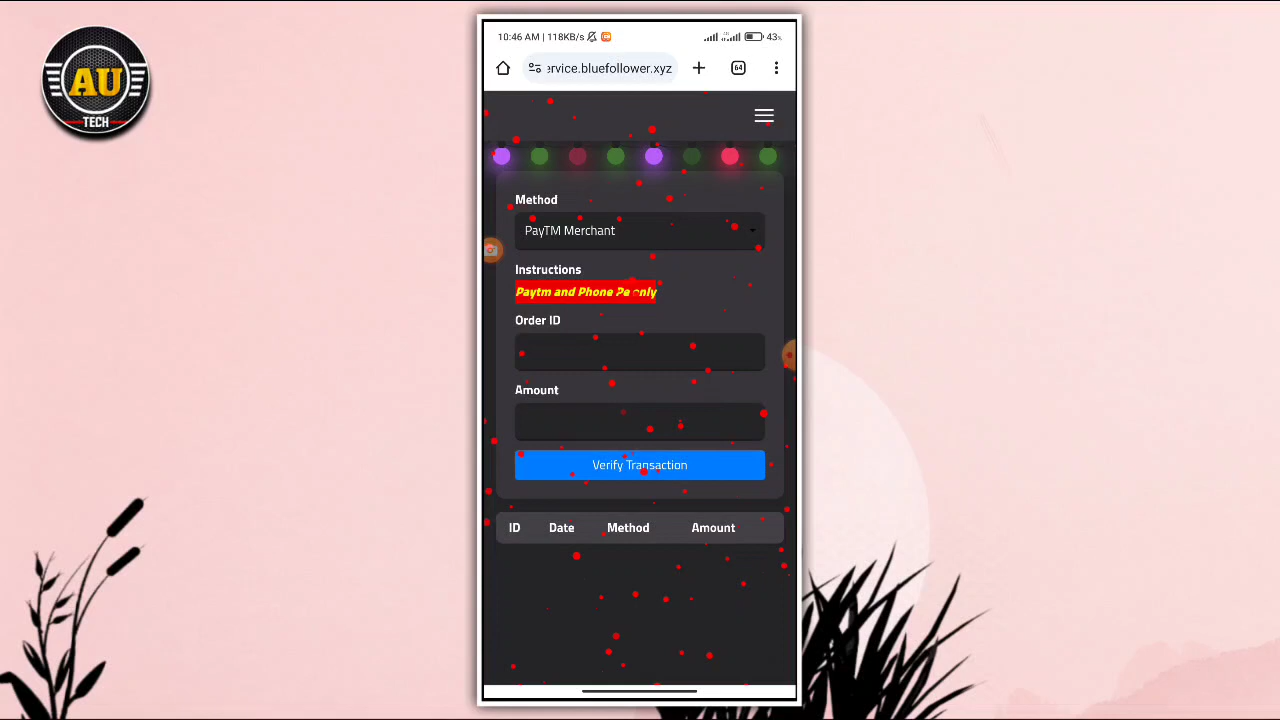 AU
TECH
10:46 AM | 118KB/s
43%
ervice.bluefollower.xyz
64
Method
PayTM Merchant
Instructions
Paytm and Phone Pe only
Order ID
Amount
Verify Transaction
ID Date Method Amount